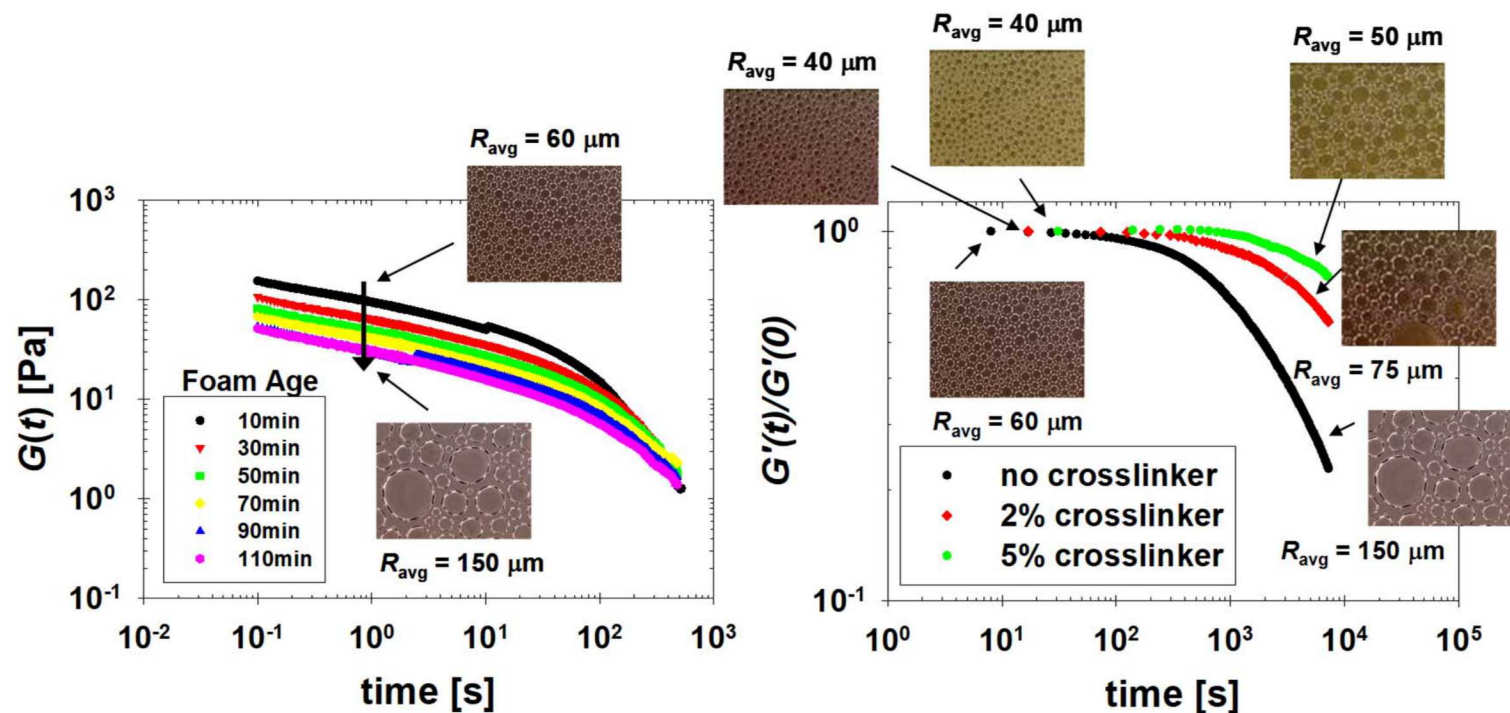 R_avg = 60 μm
G(t) [Pa]
10^3
10^2
10^1
10^0
10^-1
Foam Age
10min
30min
50min
70min
90min
110min
R_avg = 150 μm
10^-2
10^-1
10^0
10^1
10^2
10^3
time [s]
R_avg = 40 μm
R_avg = 40 μm
R_avg = 50 μm
G'(t)/G'(0)
10^0
10^-1
R_avg = 60 μm
R_avg = 75 μm
no crosslinker
2% crosslinker
5% crosslinker
R_avg = 150 μm
10^0
10^1
10^2
10^3
10^4
10^5
time [s]